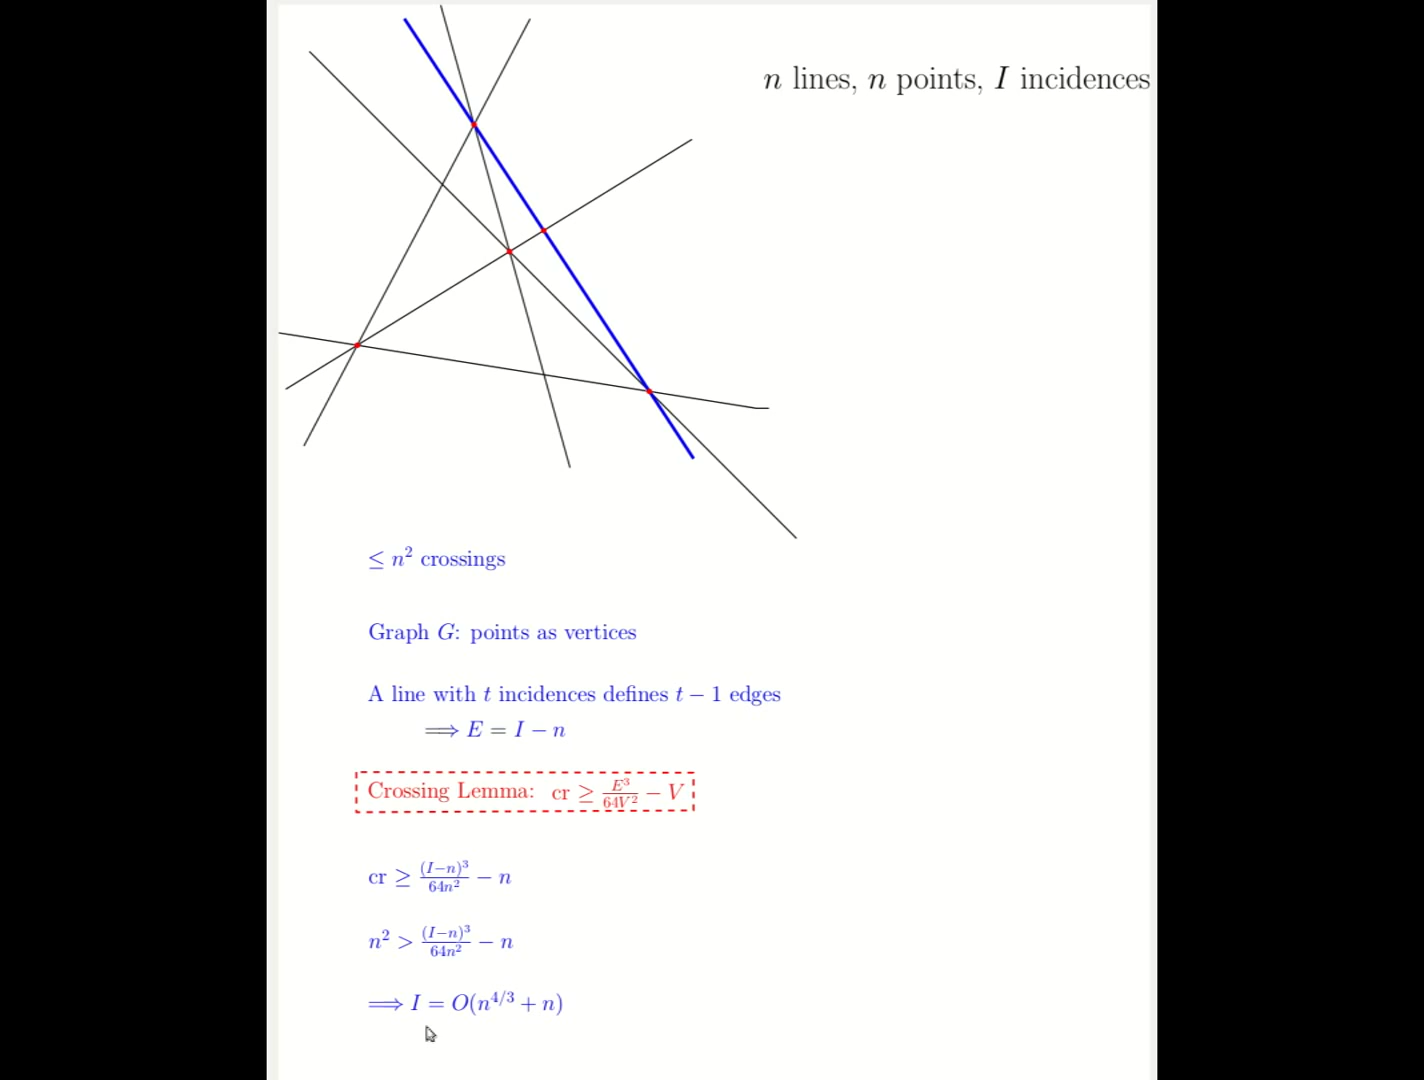 n lines, n points, I incidences
≤ n² crossings
Graph G: points as vertices
A line with t incidences defines t − 1 edges
⟹ E = I − n
Crossing Lemma: cr ≥ E³/64V² − V
cr ≥ (I−n)³/64n² − n
n² > (I−n)³/64n² − n
⟹ I = O(n^{4/3} + n)